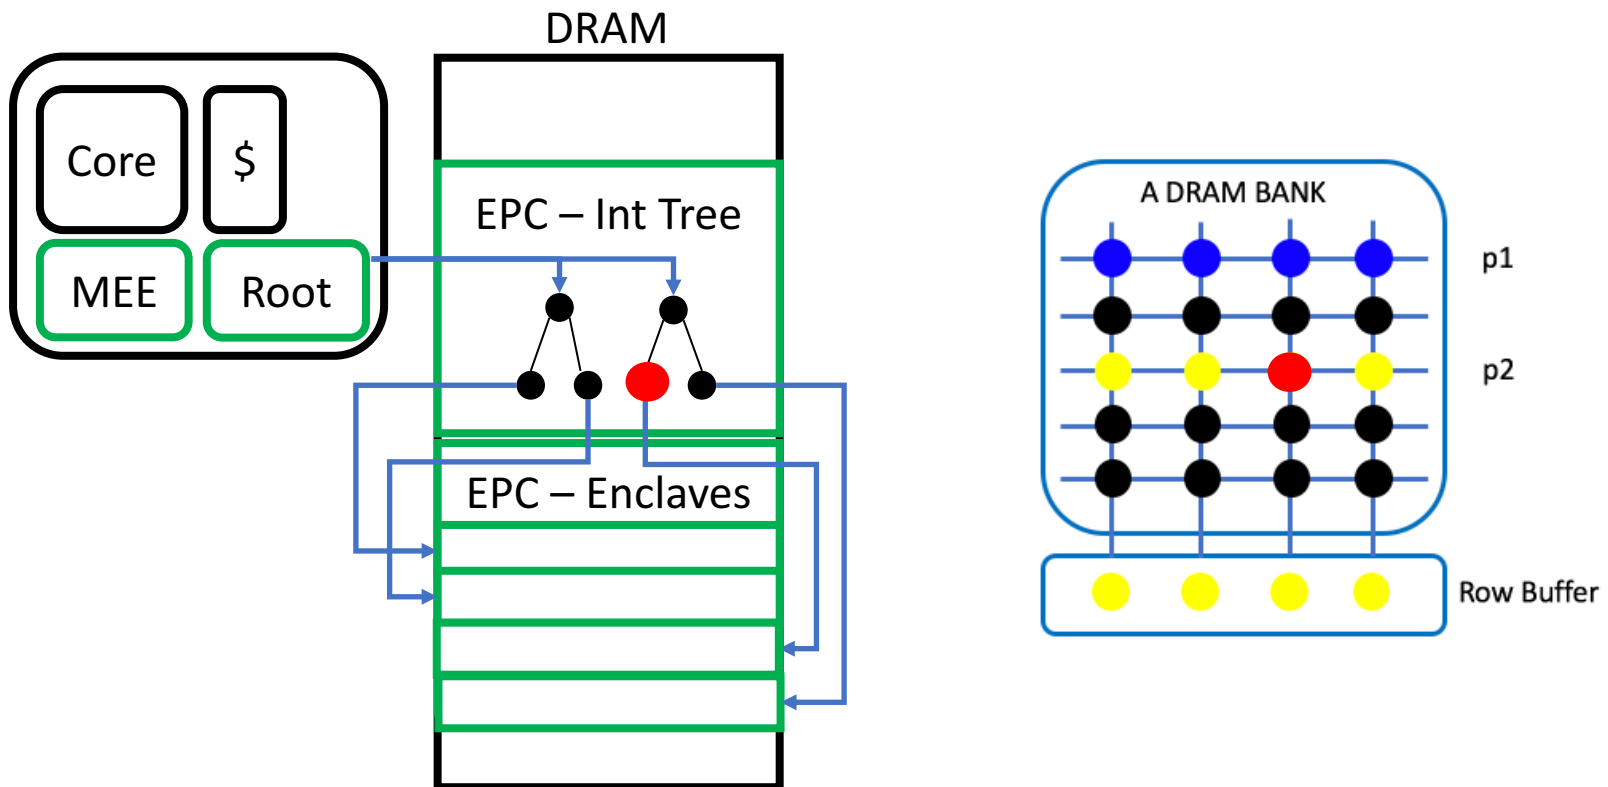 DRAM
Core
$
MEE
Root
EPC – Int Tree
EPC – Enclaves
A DRAM BANK
p1
p2
Row Buffer